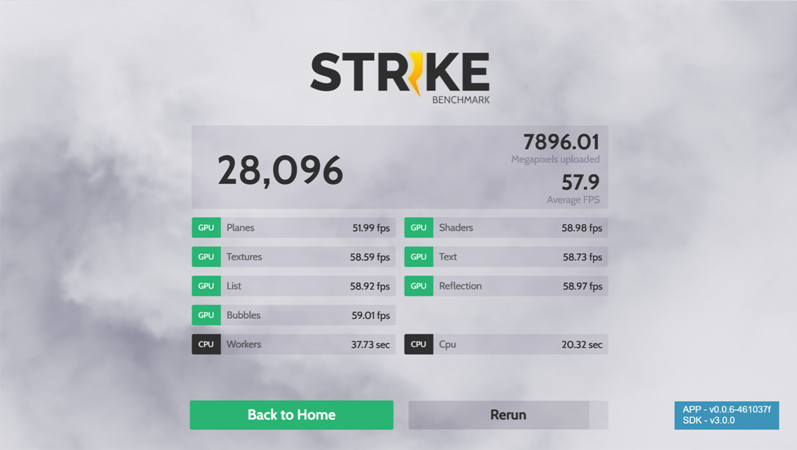 STRIKE
BENCHMARK
28,096
7896.01
Megapixels uploaded
57.9
Average FPS
GPU Planes 51.99 fps
GPU Shaders 58.98 fps
GPU Textures 58.59 fps
GPU Text 58.73 fps
GPU List 58.92 fps
GPU Reflection 58.97 fps
GPU Bubbles 59.01 fps
CPU Workers 37.73 sec
CPU Cpu 20.32 sec
Back to Home
Rerun
APP - v0.0.6-461037f
SDK - v3.0.0